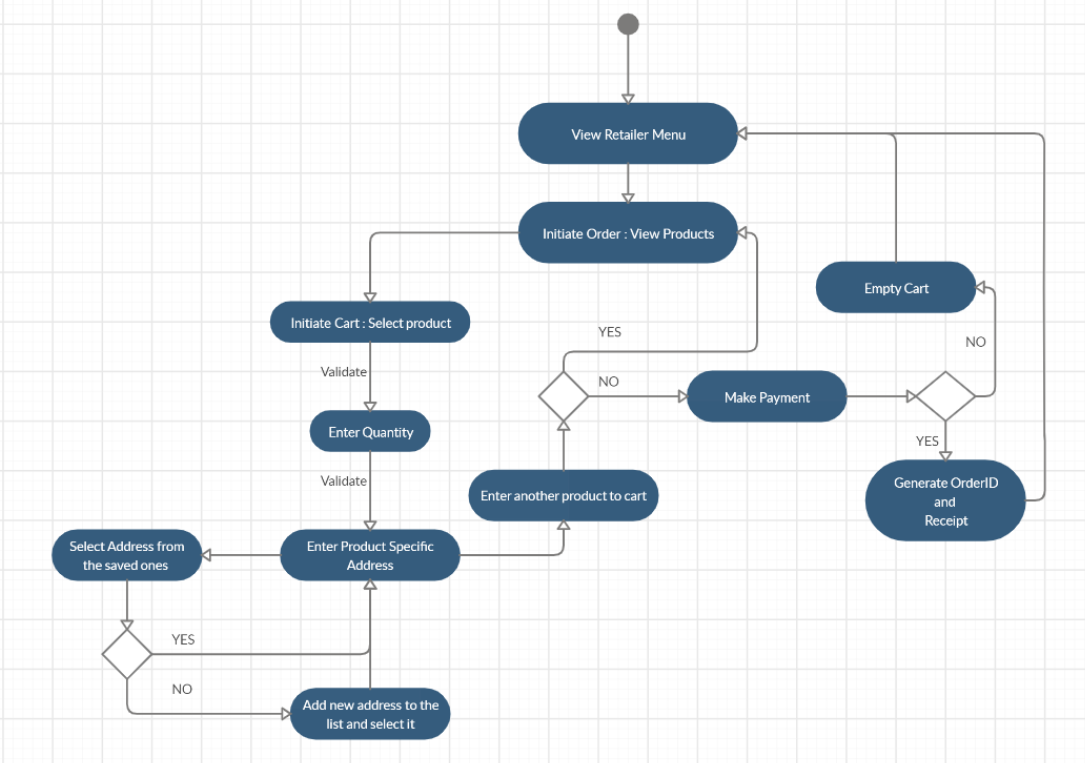 View Retailer Menu
Initiate Order : View Products
Empty Cart
Initiate Cart : Select product
YES
NO
Validate
NO
Make Payment
Enter Quantity
YES
Validate
Generate OrderID
and
Receipt
Enter another product to cart
Select Address from
the saved ones
Enter Product Specific
Address
YES
NO
Add new address to the
list and select it